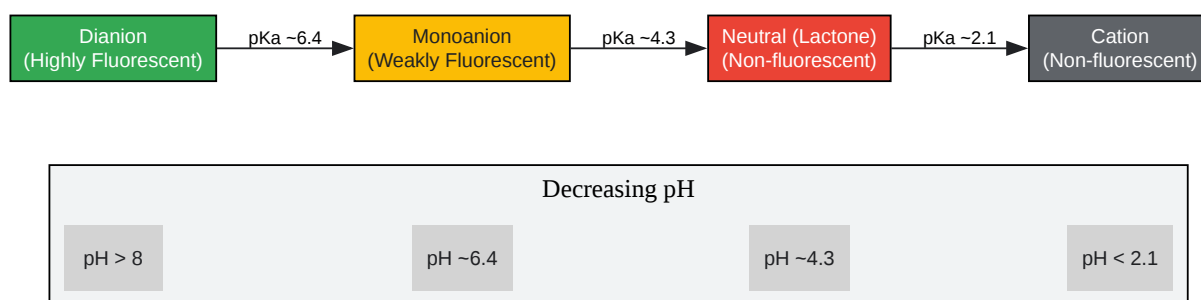 Dianion
(Highly Fluorescent)
pKa ~6.4
Monoanion
(Weakly Fluorescent)
pKa ~4.3
Neutral (Lactone)
(Non-fluorescent)
pKa ~2.1
Cation
(Non-fluorescent)
Decreasing pH
pH > 8
pH ~6.4
pH ~4.3
pH < 2.1